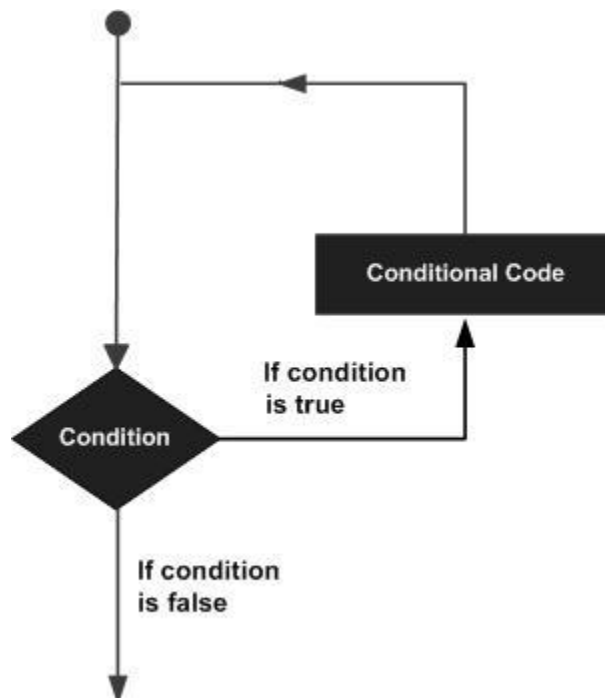 Conditional Code
If condition
is true
Condition
If condition
is false